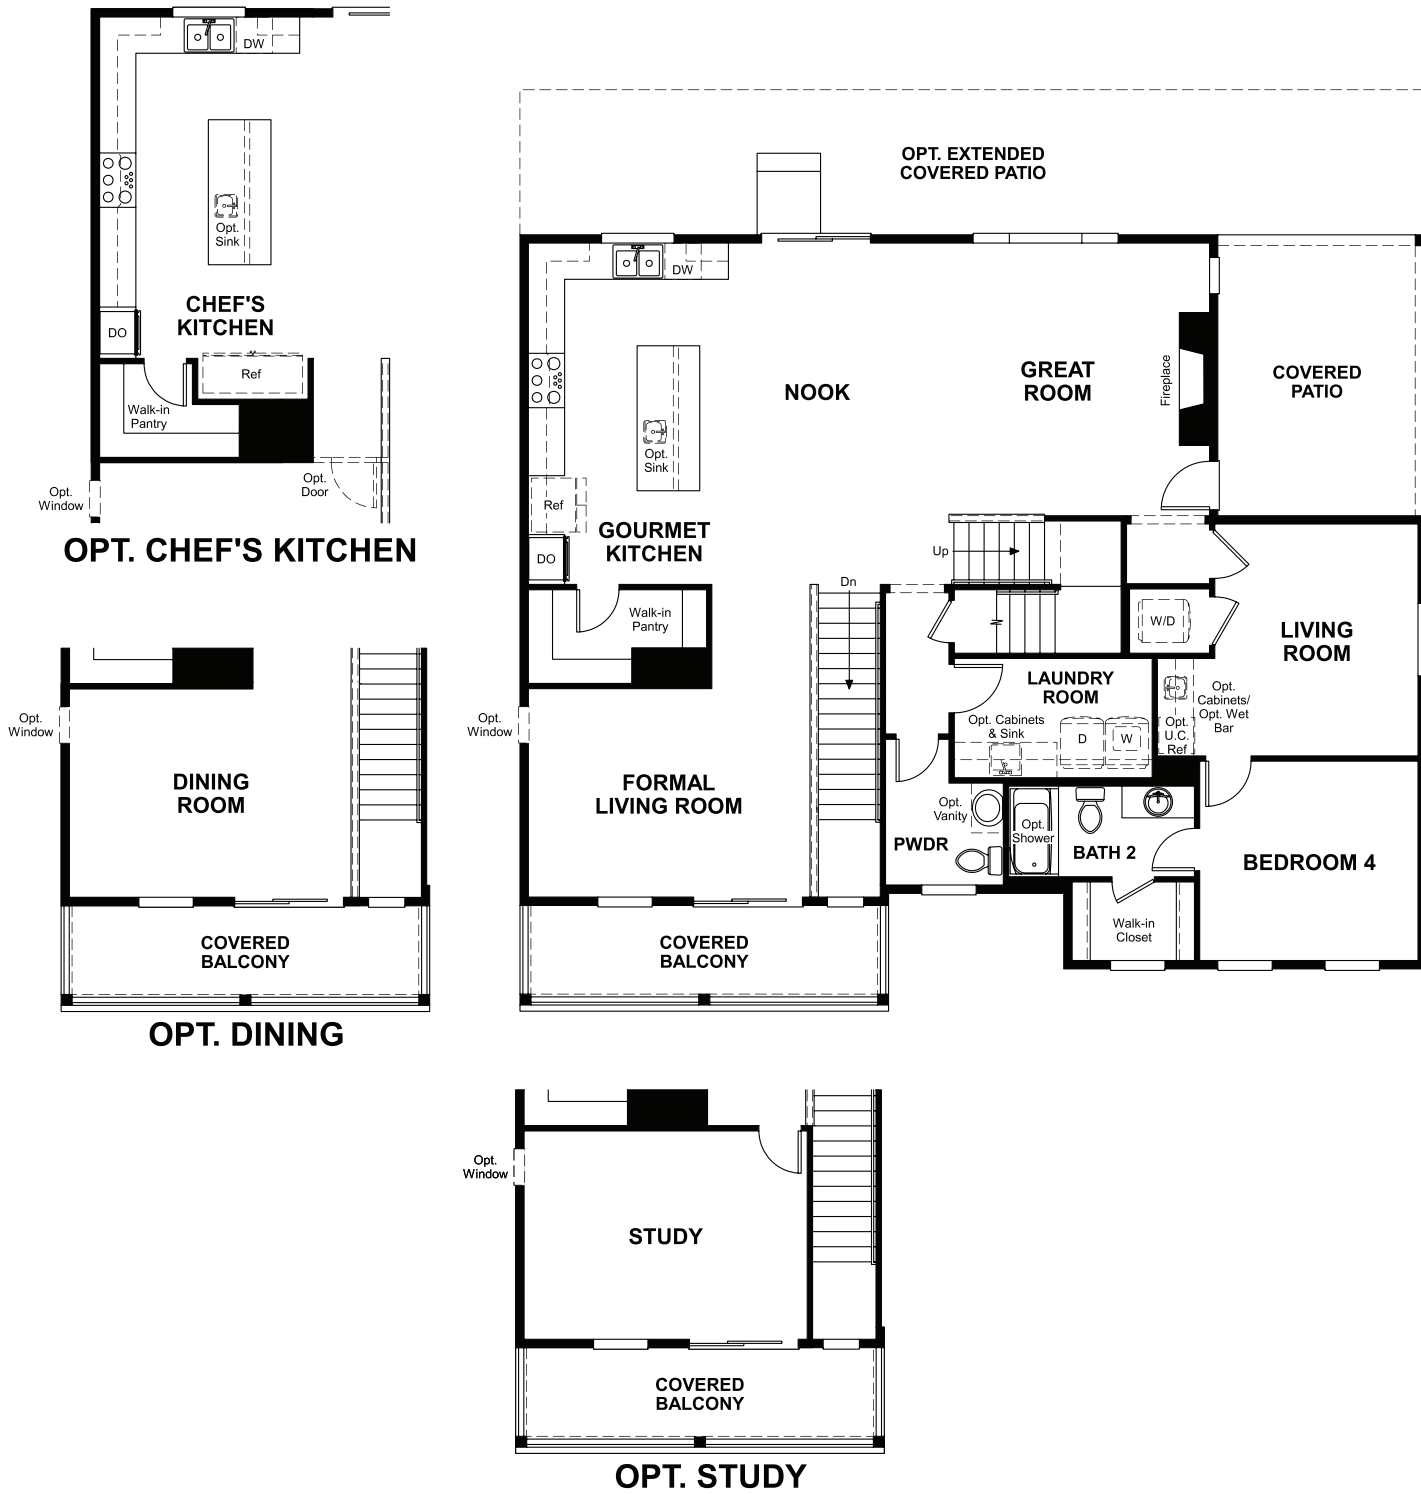 DW
Opt.
Sink
CHEF'S
KITCHEN
DO
Ref
Walk-in
Pantry
Opt.
Window
Opt.
Door
OPT. CHEF'S KITCHEN
OPT. EXTENDED
COVERED PATIO
DW
NOOK
GREAT
ROOM
Fireplace
COVERED
PATIO
Opt.
Sink
Ref
GOURMET
KITCHEN
DO
Up
Dn
Walk-in
Pantry
W/D
LIVING
ROOM
LAUNDRY
ROOM
Opt.
Cabinets/
Opt. Wet
Bar
Opt.
U.C.
Ref
Opt. Cabinets
& Sink
D
W
Opt.
Window
FORMAL
LIVING ROOM
Opt.
Vanity
PWDR
Opt.
Shower
BATH 2
BEDROOM 4
Walk-in
Closet
COVERED
BALCONY
Opt.
Window
DINING
ROOM
COVERED
BALCONY
OPT. DINING
Opt.
Window
STUDY
COVERED
BALCONY
OPT. STUDY